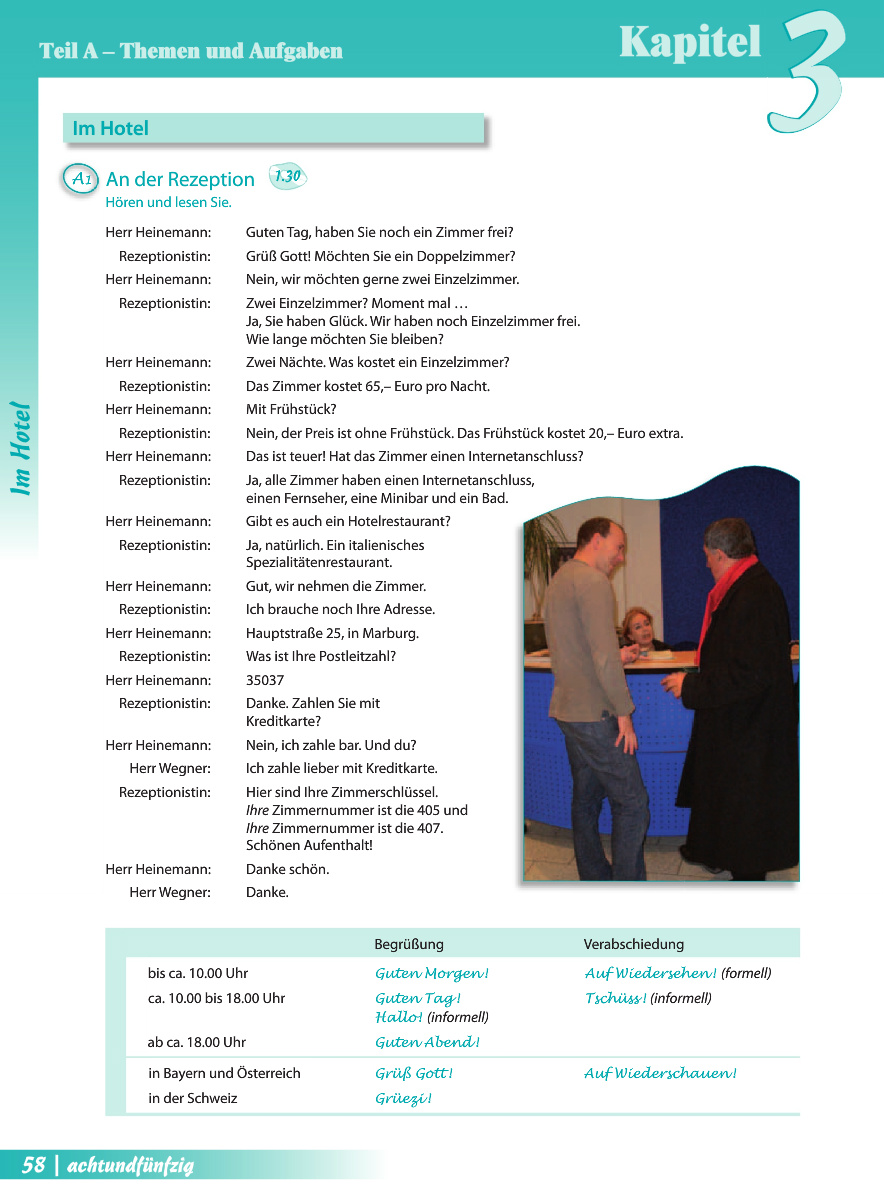 Teil A – Themen und Aufgaben
Kapitel 3
Im Hotel
A1 An der Rezeption 1.30
Hören und lesen Sie.
Herr Heinemann: Guten Tag, haben Sie noch ein Zimmer frei?
Rezeptionistin: Grüß Gott! Möchten Sie ein Doppelzimmer?
Herr Heinemann: Nein, wir möchten gerne zwei Einzelzimmer.
Rezeptionistin: Zwei Einzelzimmer? Moment mal …
Ja, Sie haben Glück. Wir haben noch Einzelzimmer frei.
Wie lange möchten Sie bleiben?
Herr Heinemann: Zwei Nächte. Was kostet ein Einzelzimmer?
Rezeptionistin: Das Zimmer kostet 65,– Euro pro Nacht.
Herr Heinemann: Mit Frühstück?
Rezeptionistin: Nein, der Preis ist ohne Frühstück. Das Frühstück kostet 20,– Euro extra.
Herr Heinemann: Das ist teuer! Hat das Zimmer einen Internetanschluss?
Rezeptionistin: Ja, alle Zimmer haben einen Internetanschluss,
einen Fernseher, eine Minibar und ein Bad.
Herr Heinemann: Gibt es auch ein Hotelrestaurant?
Rezeptionistin: Ja, natürlich. Ein italienisches
Spezialitätenrestaurant.
Herr Heinemann: Gut, wir nehmen die Zimmer.
Rezeptionistin: Ich brauche noch Ihre Adresse.
Herr Heinemann: Hauptstraße 25, in Marburg.
Rezeptionistin: Was ist Ihre Postleitzahl?
Herr Heinemann: 35037
Rezeptionistin: Danke. Zahlen Sie mit
Kreditkarte?
Herr Heinemann: Nein, ich zahle bar. Und du?
Herr Wegner: Ich zahle lieber mit Kreditkarte.
Rezeptionistin: Hier sind Ihre Zimmerschlüssel.
Ihre Zimmernummer ist die 405 und
Ihre Zimmernummer ist die 407.
Schönen Aufenthalt!
Herr Heinemann: Danke schön.
Herr Wegner: Danke.
Im Hotel
Begrüßung Verabschiedung
bis ca. 10.00 Uhr Guten Morgen! Auf Wiedersehen! (formell)
ca. 10.00 bis 18.00 Uhr Guten Tag! Tschüss! (informell)
Hallo! (informell)
ab ca. 18.00 Uhr Guten Abend!
in Bayern und Österreich Grüß Gott! Auf Wiederschauen!
in der Schweiz Grüezi!
58 | achtundfünfzig